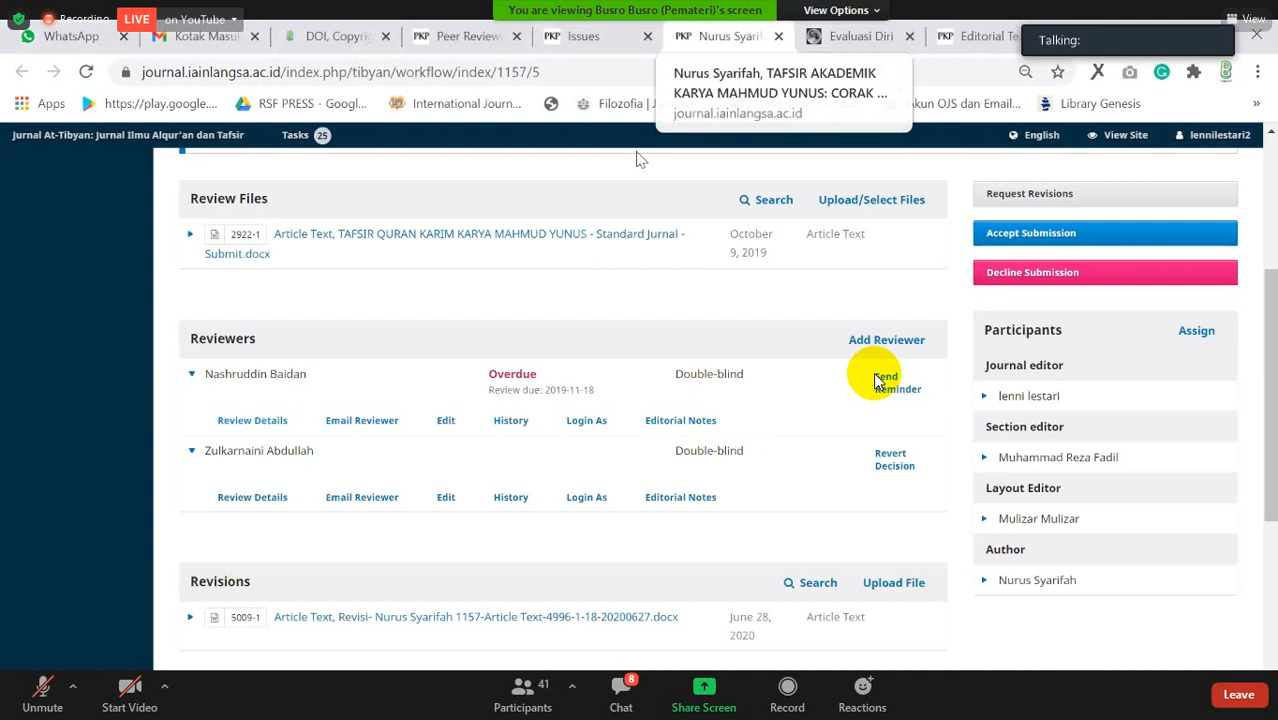 Recording
LIVE on YouTube
You are viewing Busro Busro (Pemateri)'s screen
View Options
View
WhatsApp
Kotak Masu
DOI, Copyri
Peer Review
Issues
Nurus Syarif
Evaluasi Diri
Editorial Te
Talking:
journal.iainlangsa.ac.id/index.php/tibyan/workflow/index/1157/5
Nurus Syarifah, TAFSIR AKADEMIK
KARYA MAHMUD YUNUS: CORAK ...
journal.iainlangsa.ac.id
Apps
https://play.google...
RSF PRESS - Googl...
International Journ...
Filozofia | J
Akun OJS dan Email...
Library Genesis
Jurnal At-Tibyan: Jurnal Ilmu Alqur'an dan Tafsir
Tasks 25
English
View Site
lennilestari2
Review Files
Search
Upload/Select Files
2922-1
Article Text, TAFSIR QURAN KARIM KARYA MAHMUD YUNUS - Standard Jurnal -
Submit.docx
October
9, 2019
Article Text
Request Revisions
Accept Submission
Decline Submission
Reviewers
Add Reviewer
Nashruddin Baidan
Overdue
Review due: 2019-11-18
Double-blind
Send
Reminder
Review Details
Email Reviewer
Edit
History
Login As
Editorial Notes
Zulkarnaini Abdullah
Double-blind
Revert
Decision
Review Details
Email Reviewer
Edit
History
Login As
Editorial Notes
Participants
Assign
Journal editor
lenni lestari
Section editor
Muhammad Reza Fadil
Layout Editor
Mulizar Mulizar
Author
Nurus Syarifah
Revisions
Search
Upload File
5009-1
Article Text, Revisi- Nurus Syarifah 1157-Article Text-4996-1-18-20200627.docx
June 28,
2020
Article Text
Unmute
Start Video
41
Participants
8
Chat
Share Screen
Record
Reactions
Leave